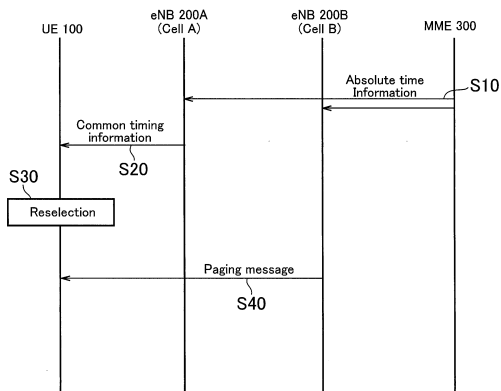 UE 100
eNB 200A
(Cell A)
eNB 200B
(Cell B)
MME 300
Absolute time
Information
S10
Common timing
information
S20
S30
Reselection
Paging message
S40